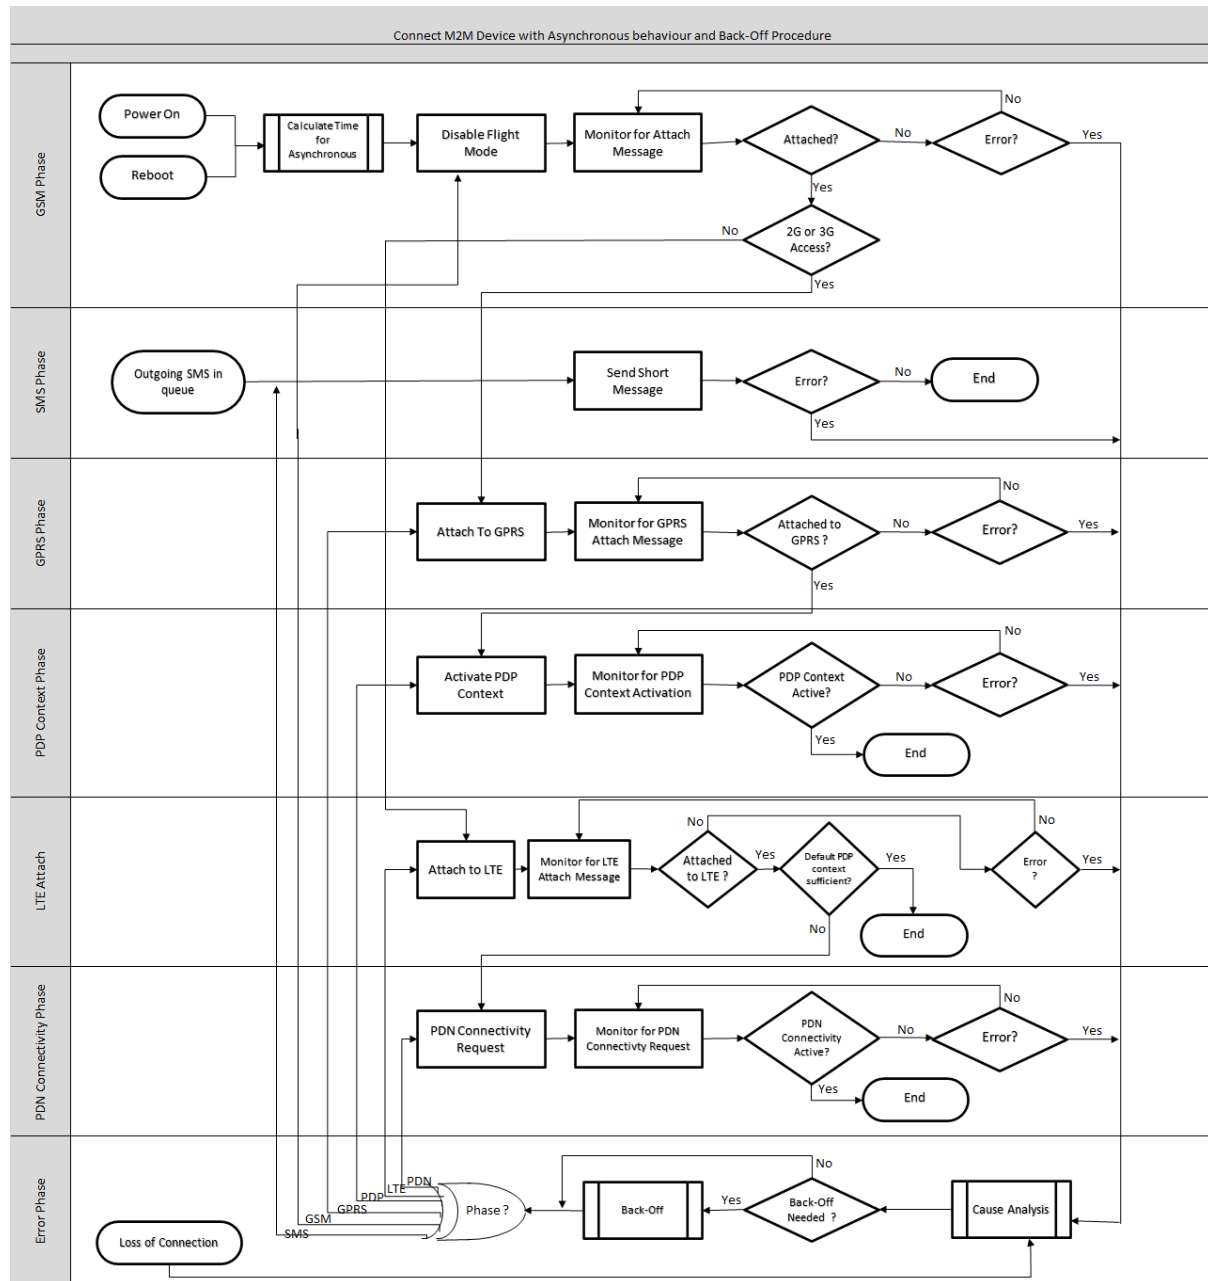 Connect M2M Device with Asynchronous behaviour and Back-Off Procedure
GSM Phase
Power On
Reboot
Calculate Time
for
Asynchronous
Disable Flight
Mode
Monitor for Attach
Message
Attached?
No
Error?
No
Yes
Yes
2G or 3G
Access?
No
Yes
SMS Phase
Outgoing SMS in
queue
Send Short
Message
Error?
No
End
Yes
GPRS Phase
Attach To GPRS
Monitor for GPRS
Attach Message
Attached to
GPRS ?
No
Error?
No
Yes
Yes
PDP Context Phase
Activate PDP
Context
Monitor for PDP
Context Activation
PDP Context
Active?
No
Error?
No
Yes
Yes
End
LTE Attach
Attach to LTE
Monitor for LTE
Attach Message
Attached
to LTE ?
No
Yes
Default PDP
context
sufficient?
Yes
End
No
Error
?
No
Yes
PDN Connectivity Phase
PDN Connectivity
Request
Monitor for PDN
Connectivty Request
PDN
Connectivity
Active?
No
Error?
No
Yes
Yes
End
Error Phase
Loss of Connection
PDN
LTE
PDP
GPRS
GSM
SMS
Phase ?
Back-Off
Yes
No
Back-Off
Needed ?
Cause Analysis